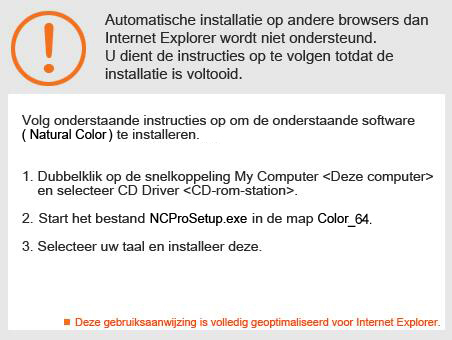 Automatische installatie op andere browsers dan
Internet Explorer wordt niet ondersteund.
U dient de instructies op te volgen totdat de
installatie is voltooid.
Volg onderstaande instructies op om de onderstaande software
( Natural Color ) te installeren.
1. Dubbelklik op de snelkoppeling My Computer <Deze computer>
en selecteer CD Driver <CD-rom-station>.
2. Start het bestand NCProSetup.exe in de map Color_64.
3. Selecteer uw taal en installeer deze.
Deze gebruiksaanwijzing is volledig geoptimaliseerd voor Internet Explorer.